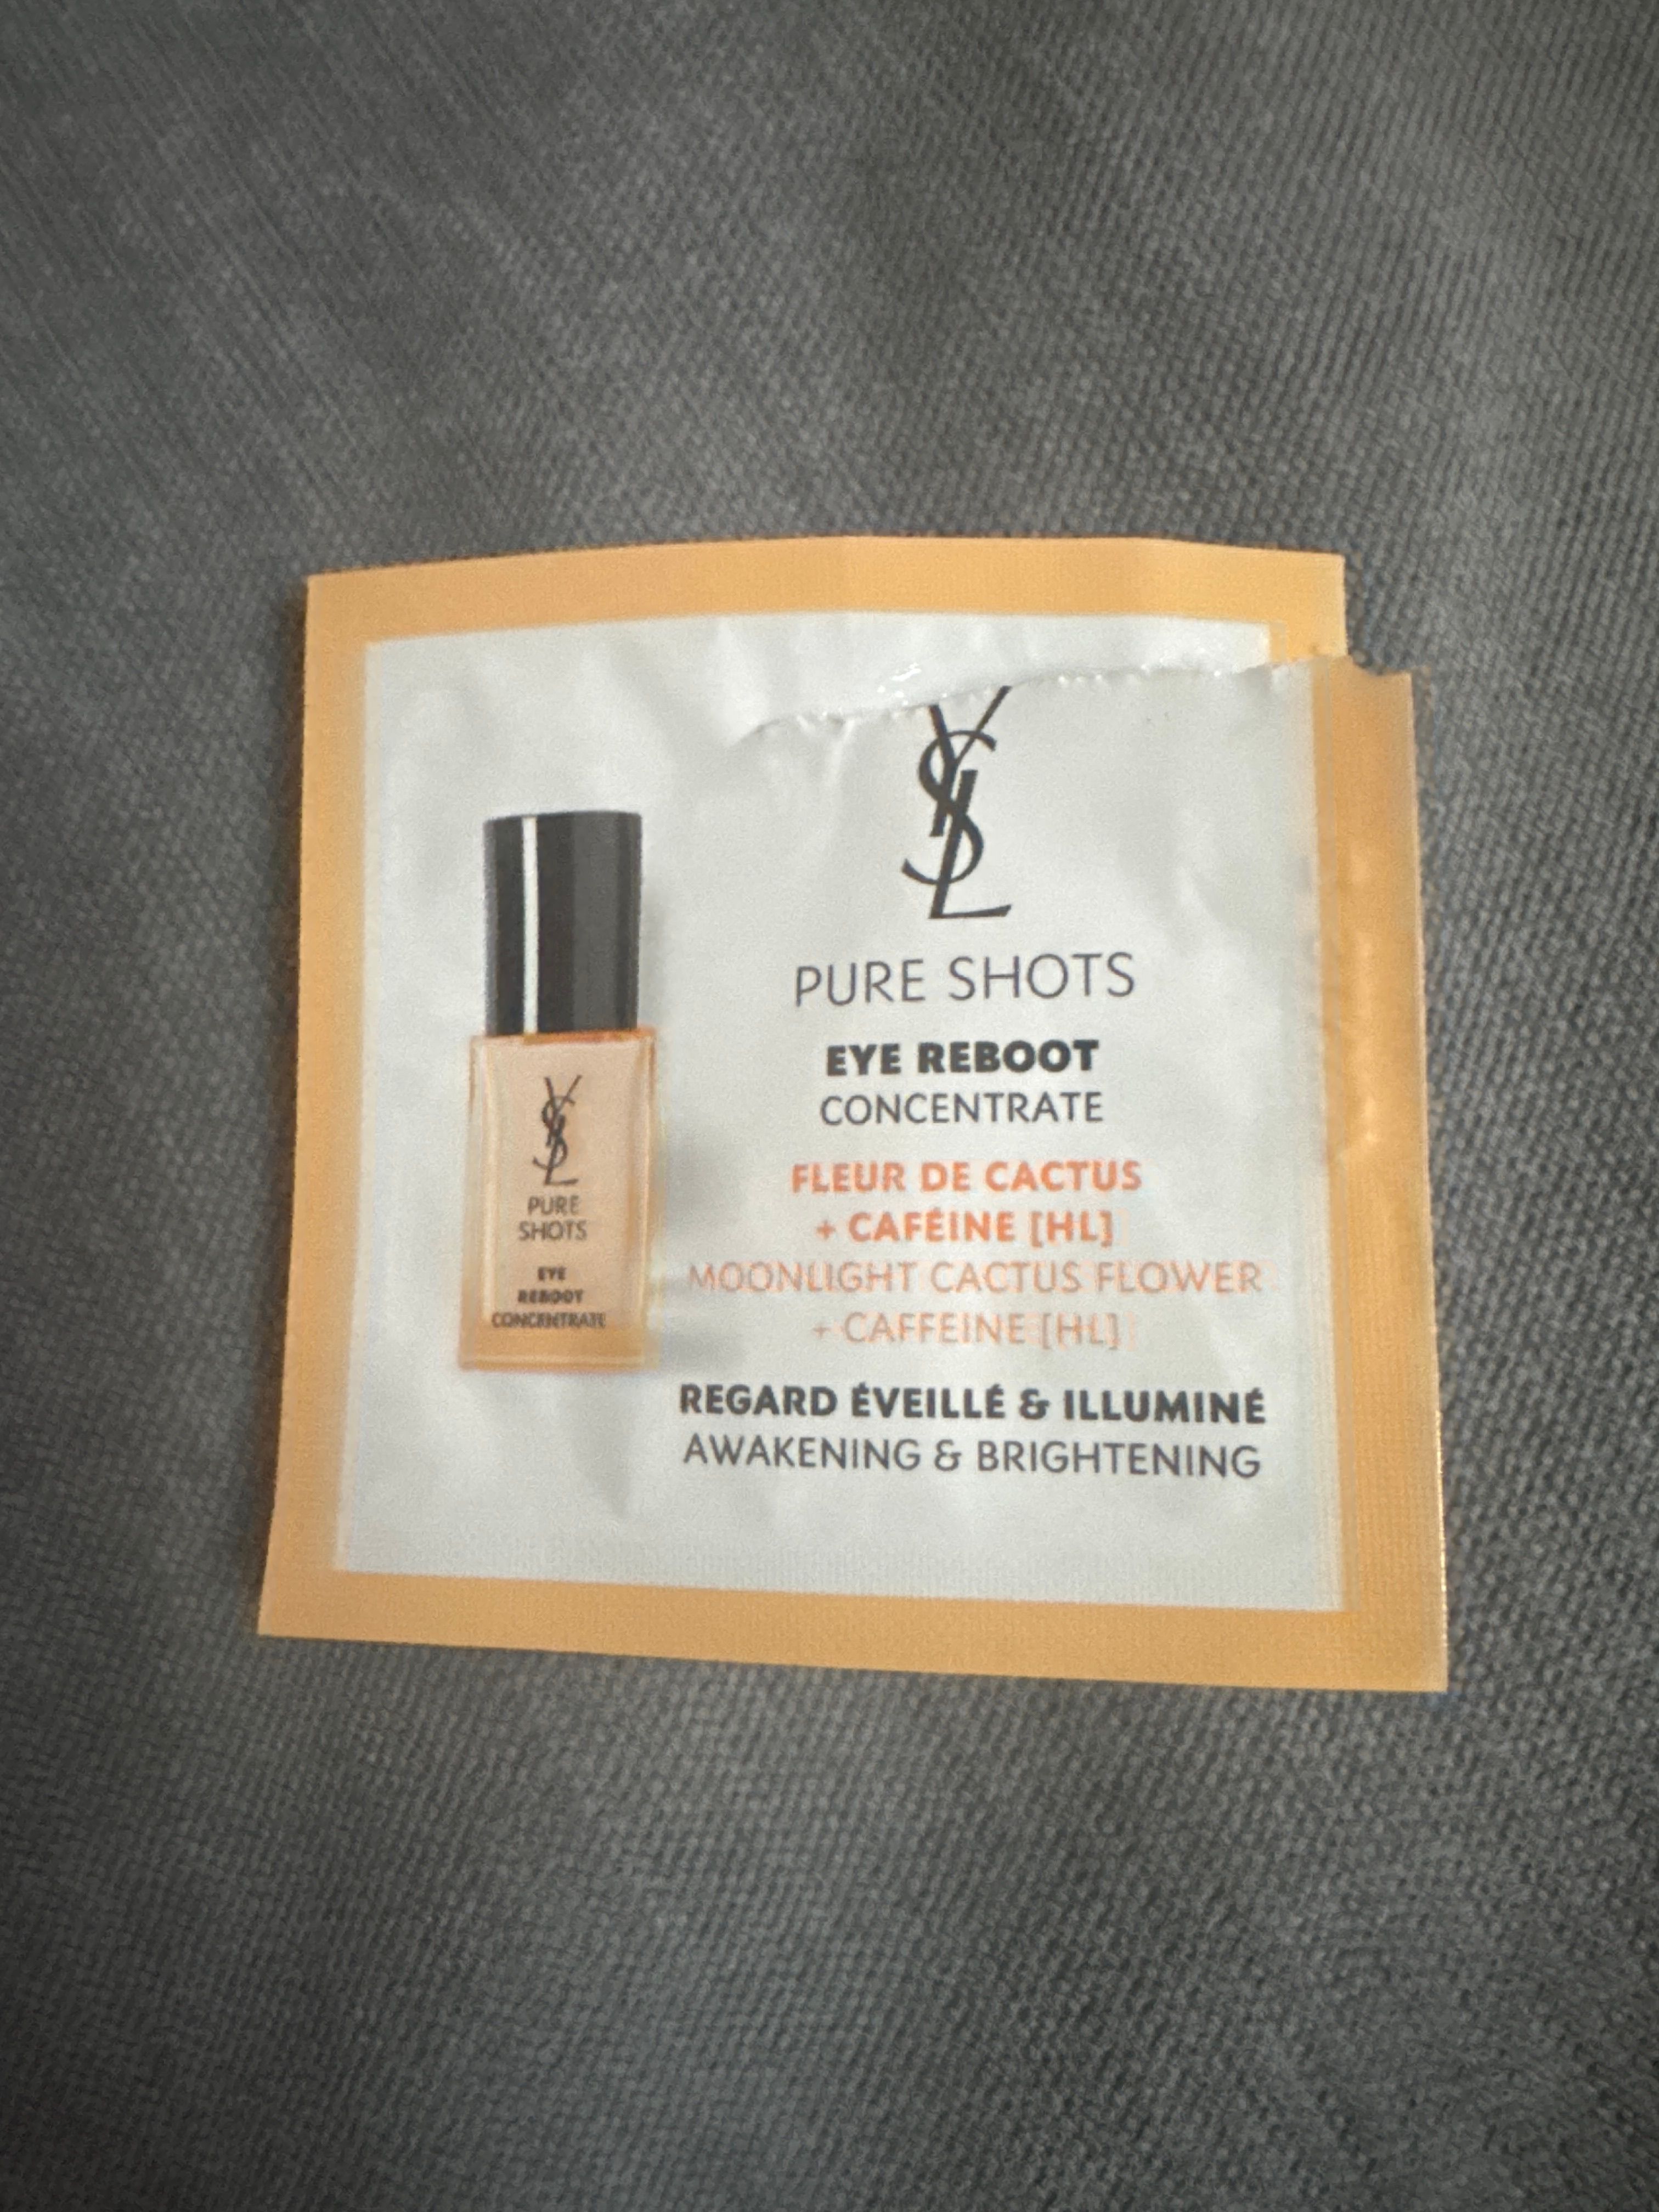 YSL
PURE SHOTS
EYE REBOOT
CONCENTRATE
FLEUR DE CACTUS
+ CAFÉINE [HL]
MOONLIGHT CACTUS FLOWER
+ CAFFEINE [HL]
REGARD ÉVEILLÉ & ILLUMINÉ
AWAKENING & BRIGHTENING
YSL
PURE
SHOTS
EYE
REBOOT
CONCENTRATE